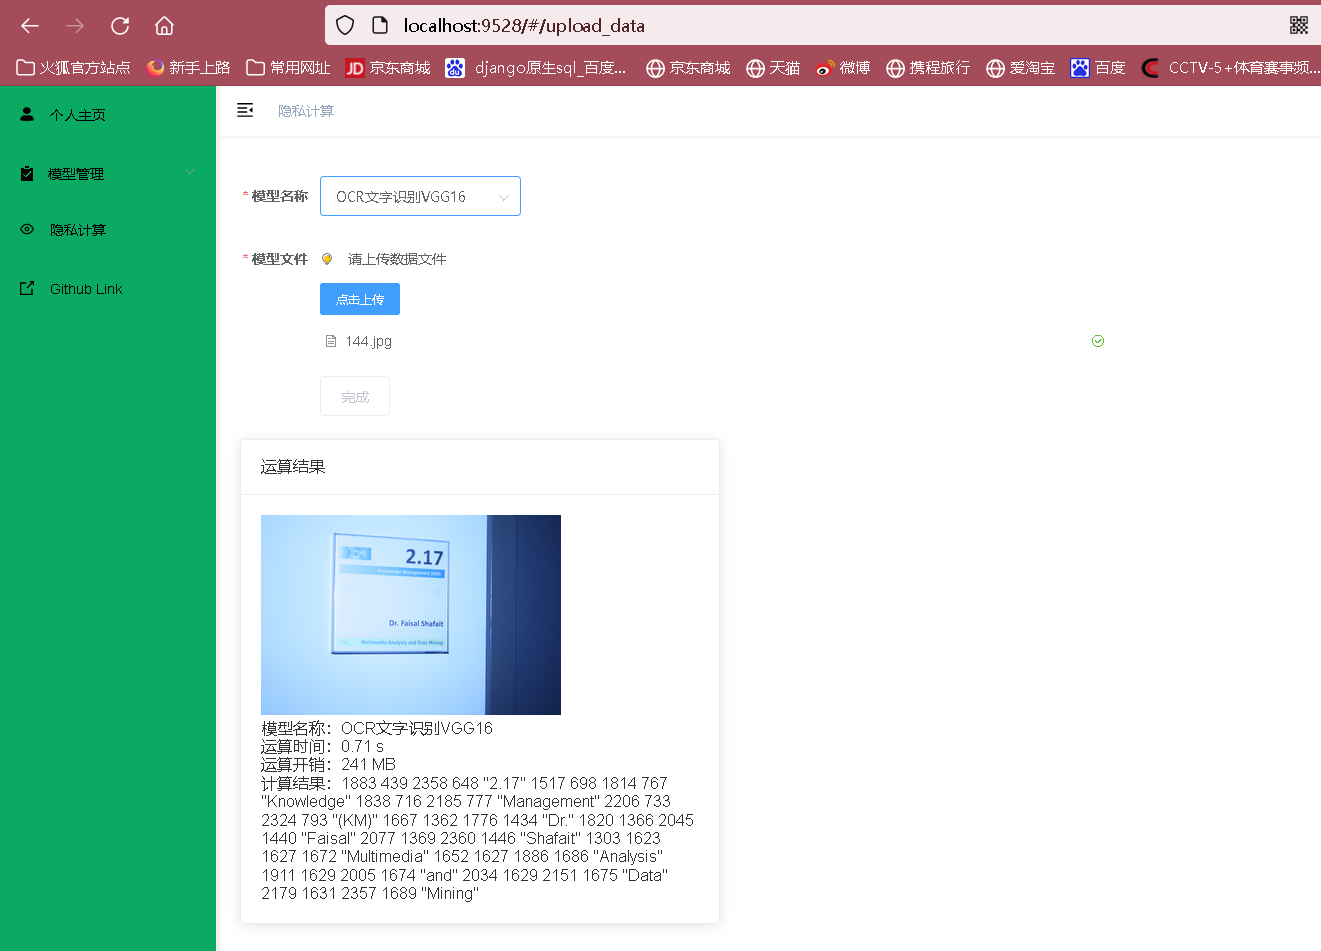 localhost:9528/#/upload_data
火狐官方站点 新手上路 常用网址 JD 京东商城 du django原生sql_百度... 京东商城 天猫 微博 携程旅行 爱淘宝 百度 CCTV-5+体育赛事频...
个人主页
隐私计算
模型管理
隐私计算
Github Link
* 模型名称 OCR文字识别VGG16
* 模型文件 请上传数据文件
点击上传
144.jpg
完成
运算结果
2.17
Knowledge Management (KM)
Dr. Faisal Shafait
Multimedia Analysis and Data Mining
模型名称：OCR文字识别VGG16
运算时间：0.71 s
运算开销：241 MB
计算结果：1883 439 2358 648 "2.17" 1517 698 1814 767
"Knowledge" 1838 716 2185 777 "Management" 2206 733
2324 793 "(KM)" 1667 1362 1776 1434 "Dr." 1820 1366 2045
1440 "Faisal" 2077 1369 2360 1446 "Shafait" 1303 1623
1627 1672 "Multimedia" 1652 1627 1886 1686 "Analysis"
1911 1629 2005 1674 "and" 2034 1629 2151 1675 "Data"
2179 1631 2357 1689 "Mining"